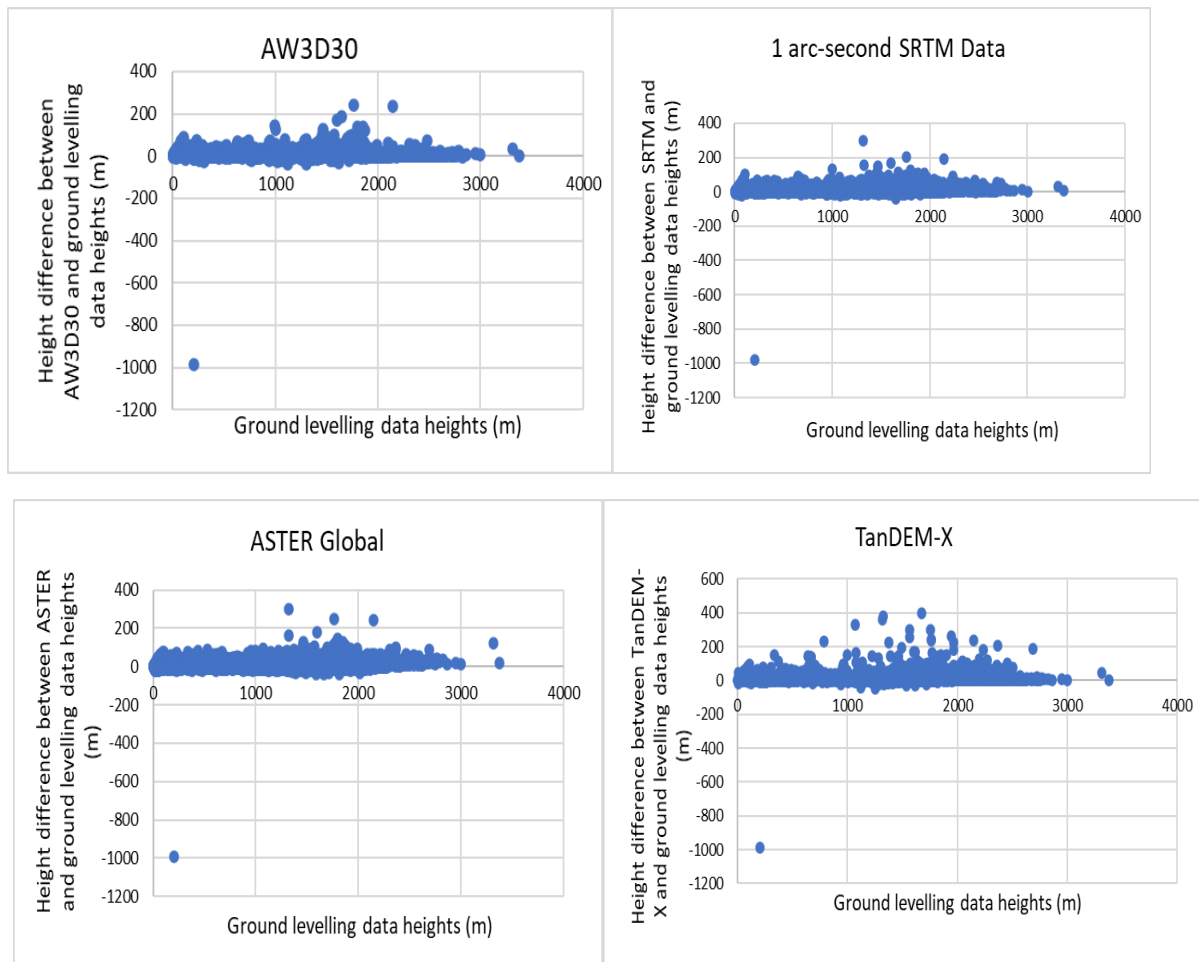 AW3D30
Height difference between
AW3D30 and ground levelling
data heights (m)
400
200
0
-200
-400
-600
-800
-1000
-1200
0 1000 2000 3000 4000
Ground levelling data heights (m)
1 arc-second SRTM Data
Height difference between SRTM and
ground levelling data heights (m)
400
200
0
-200
-400
-600
-800
-1000
-1200
0 1000 2000 3000 4000
Ground levelling data heights (m)
ASTER Global
Height difference between ASTER
and ground levelling data heights
(m)
400
200
0
-200
-400
-600
-800
-1000
-1200
0 1000 2000 3000 4000
Ground levelling data heights (m)
TanDEM-X
Height difference between TanDEM-
X and ground levelling data heights
(m)
600
400
200
0
-200
-400
-600
-800
-1000
-1200
0 1000 2000 3000 4000
Ground levelling data heights (m)